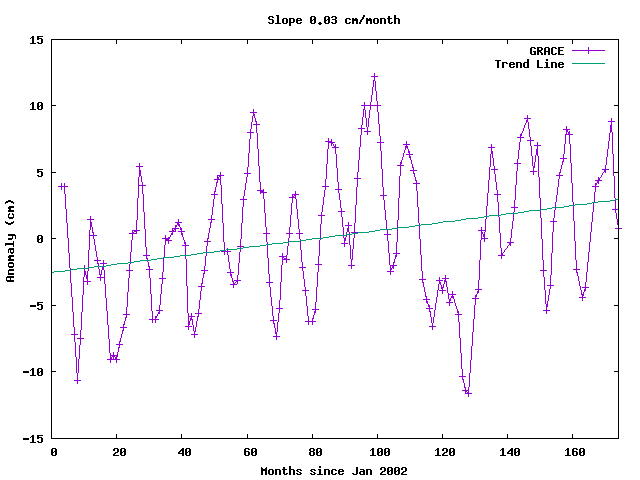 Slope 0.03 cm/month
GRACE
Trend Line
Anomaly (cm)
15
10
5
0
-5
-10
-15
0 20 40 60 80 100 120 140 160
Months since Jan 2002